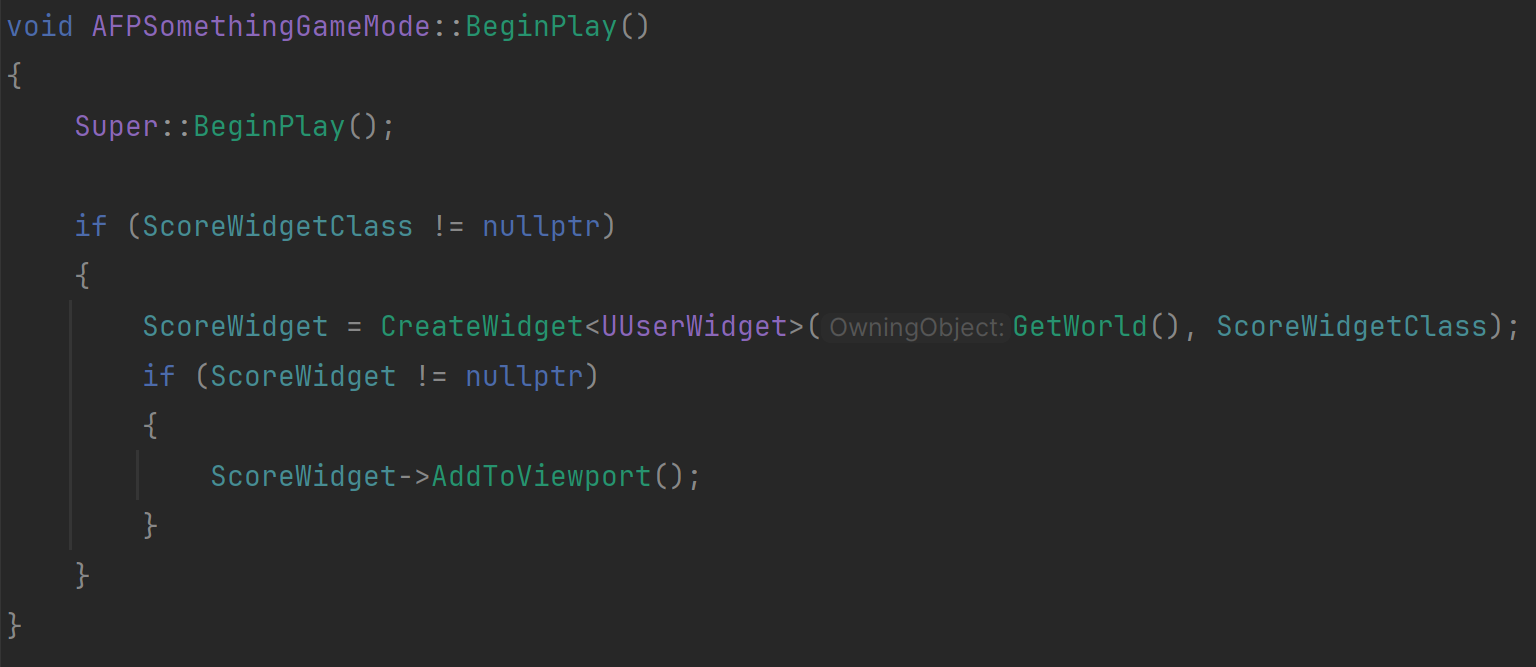 void AFPSomethingGameMode::BeginPlay()
{
    Super::BeginPlay();

    if (ScoreWidgetClass != nullptr)
    {
        ScoreWidget = CreateWidget<UUserWidget>(OwningObject: GetWorld(), ScoreWidgetClass);
        if (ScoreWidget != nullptr)
        {
            ScoreWidget->AddToViewport();
        }
    }
}